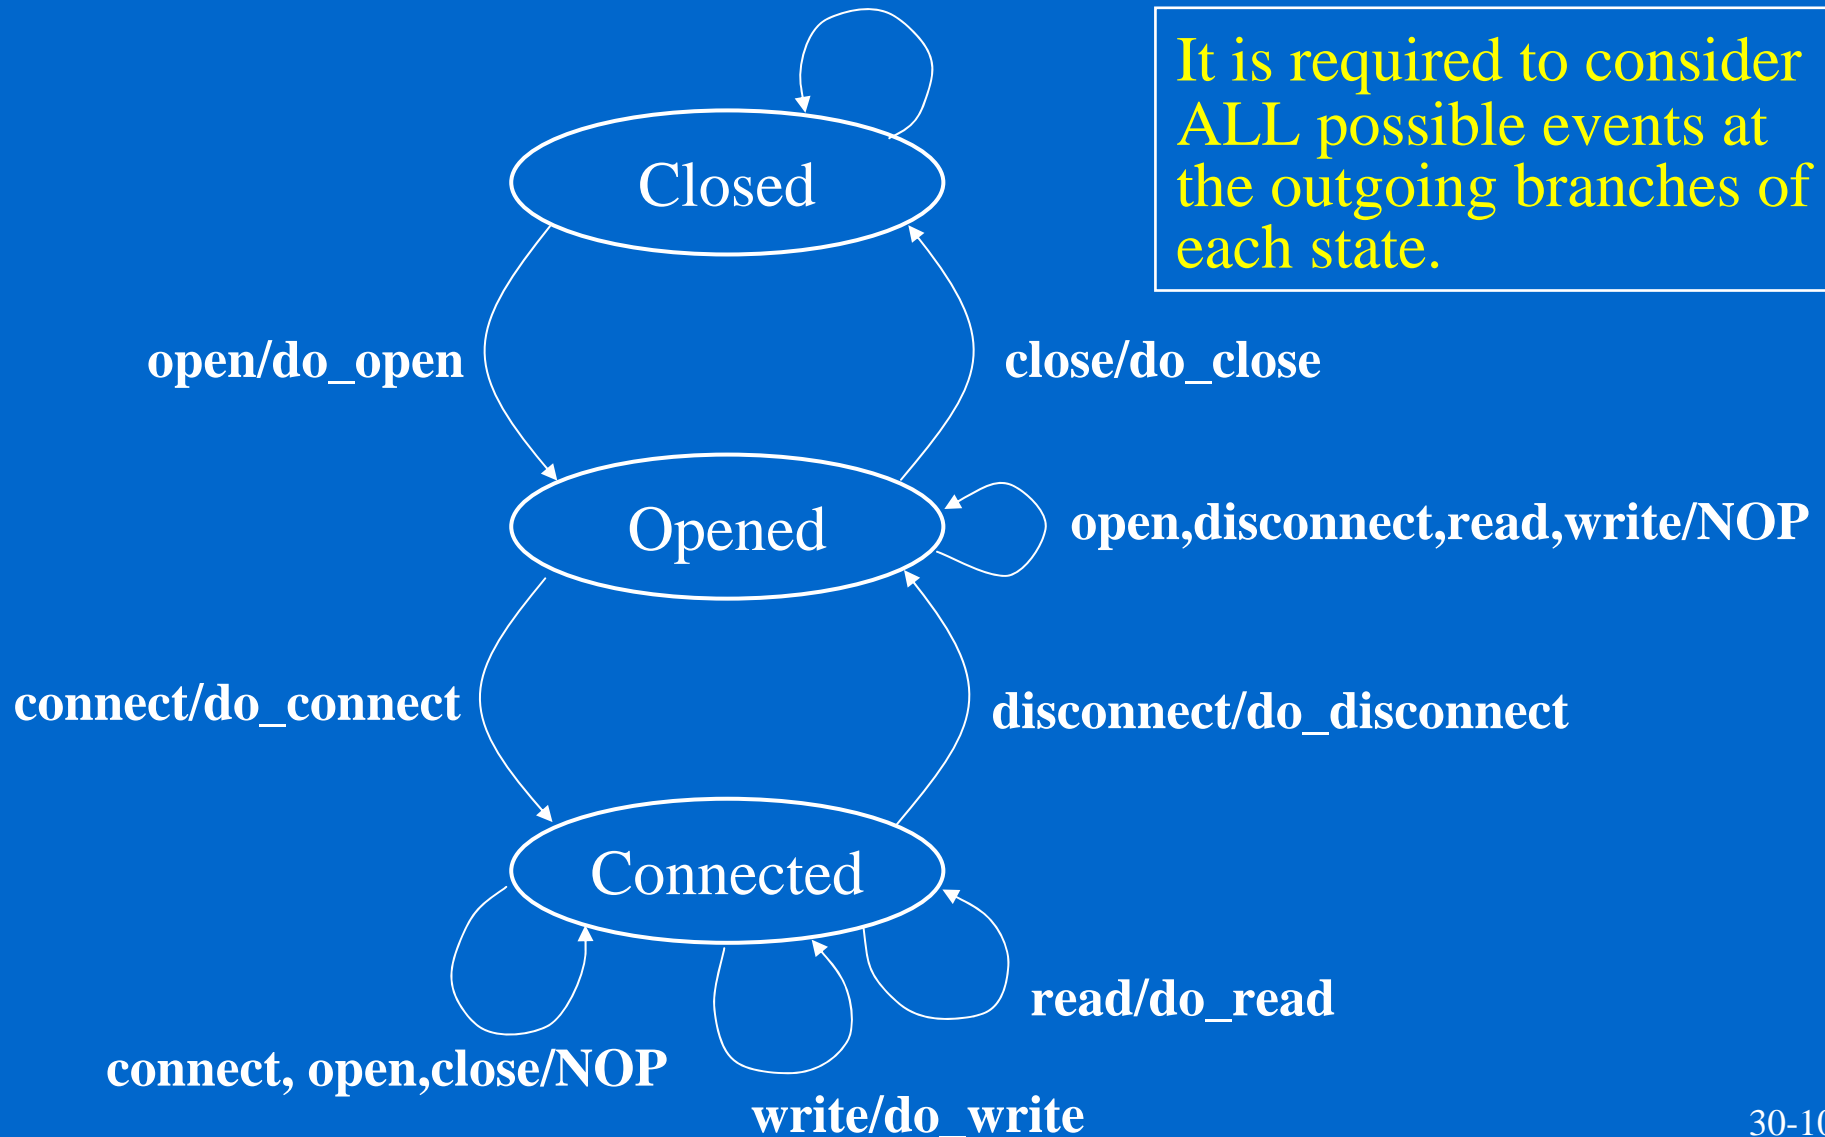 It is required to consider
ALL possible events at
the outgoing branches of
each state.
Closed
open/do_open
close/do_close
Opened
open,disconnect,read,write/NOP
connect/do_connect
disconnect/do_disconnect
Connected
read/do_read
connect, open,close/NOP
write/do_write
30-10